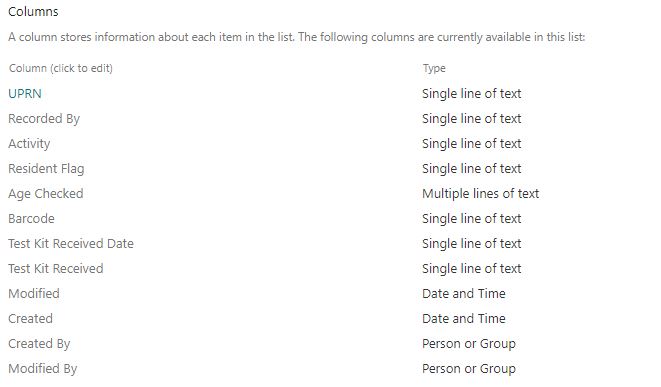 Columns
A column stores information about each item in the list. The following columns are currently available in this list:
Column (click to edit) Type
UPRN Single line of text
Recorded By Single line of text
Activity Single line of text
Resident Flag Single line of text
Age Checked Multiple lines of text
Barcode Single line of text
Test Kit Received Date Single line of text
Test Kit Received Single line of text
Modified Date and Time
Created Date and Time
Created By Person or Group
Modified By Person or Group